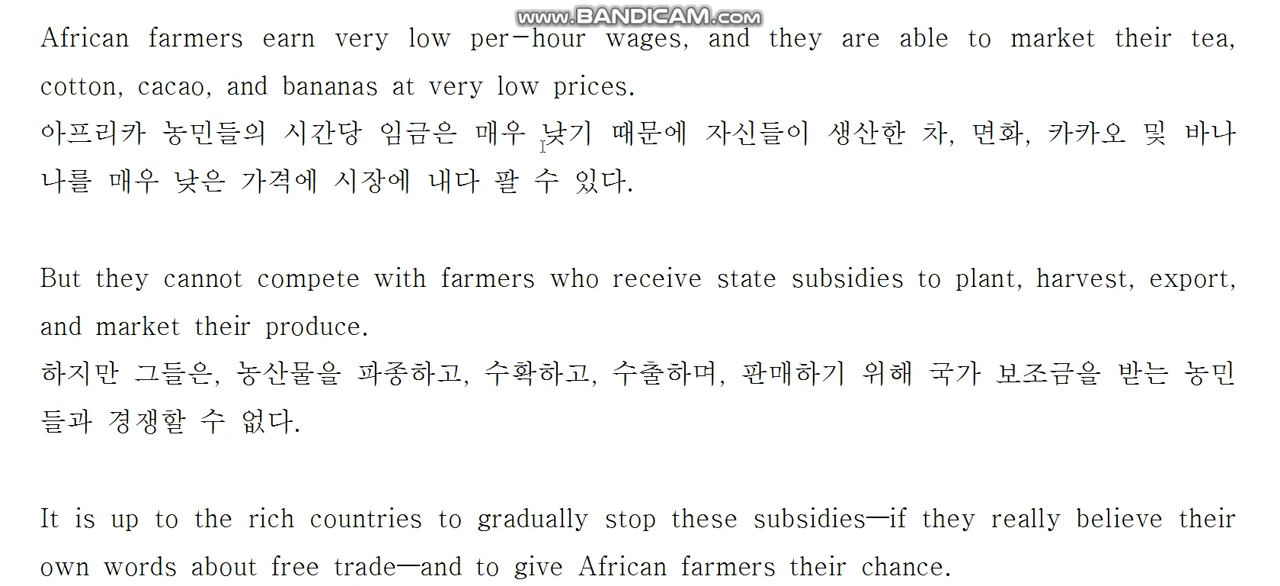 www.BANDICAM.com
African farmers earn very low per-hour wages, and they are able to market their tea,
cotton, cacao, and bananas at very low prices.
아프리카 농민들의 시간당 임금은 매우 낮기 때문에 자신들이 생산한 차, 면화, 카카오 및 바나
나를 매우 낮은 가격에 시장에 내다 팔 수 있다.
But they cannot compete with farmers who receive state subsidies to plant, harvest, export,
and market their produce.
하지만 그들은, 농산물을 파종하고, 수확하고, 수출하며, 판매하기 위해 국가 보조금을 받는 농민
들과 경쟁할 수 없다.
It is up to the rich countries to gradually stop these subsidies—if they really believe their
own words about free trade—and to give African farmers their chance.